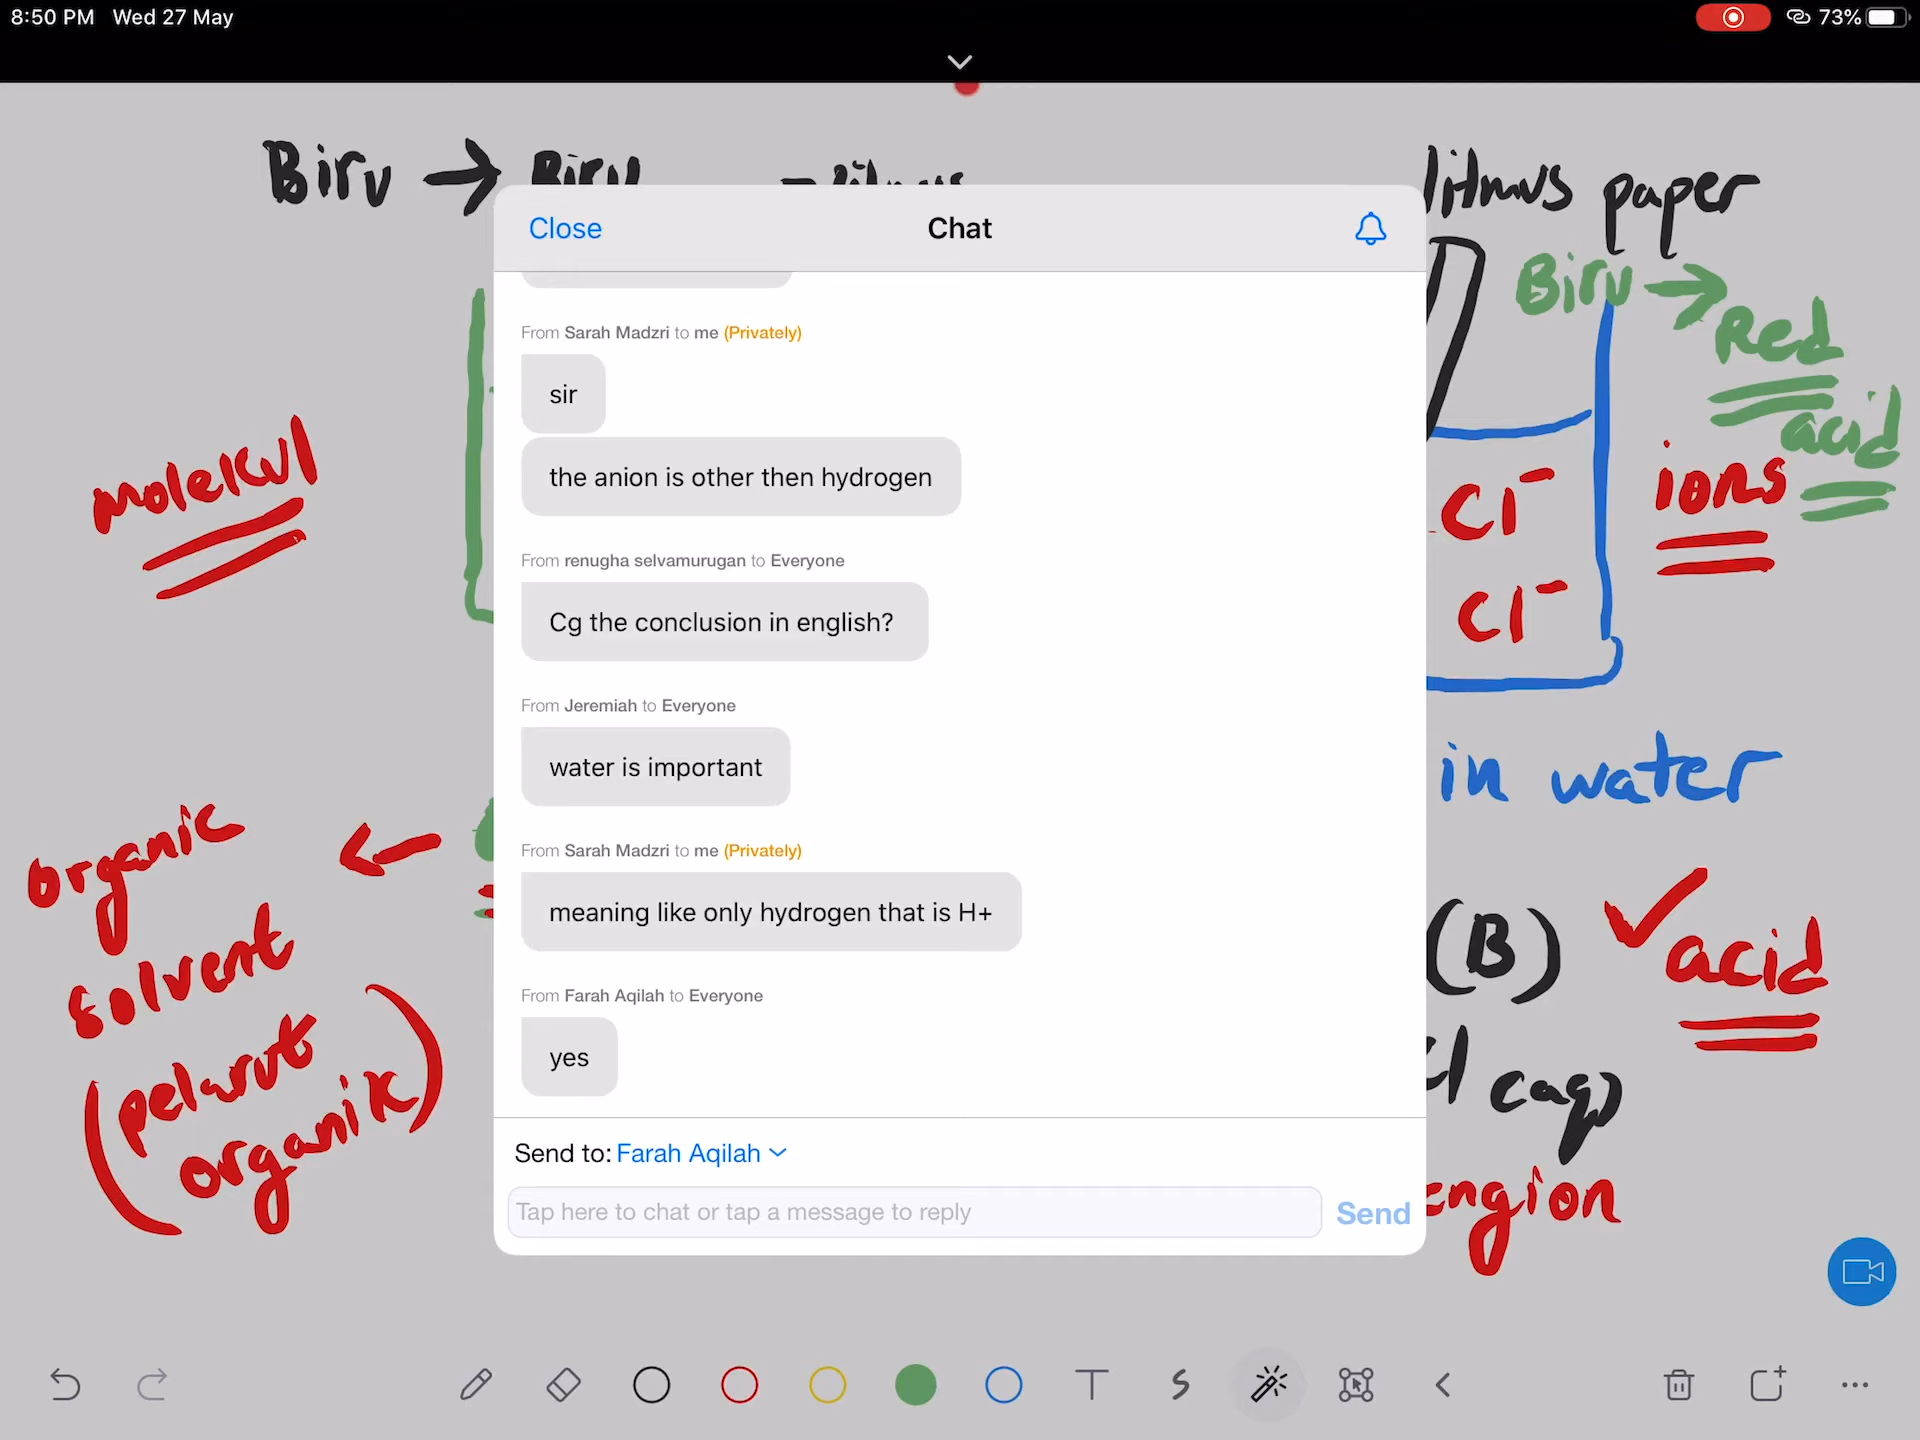 8:50 PM Wed 27 May
73%
Biru → Biru
litmus
litmus paper
Close
Chat
Biru →
Red
acid
From Sarah Madzri to me (Privately)
sir
the anion is other then hydrogen
molekul
Cl⁻
ions
From renugha selvamurugan to Everyone
Cg the conclusion in english?
Cl⁻
From Jeremiah to Everyone
water is important
in water
From Sarah Madzri to me (Privately)
meaning like only hydrogen that is H+
organic
solvent
(pelarut
organik)
(B)
✓acid
From Farah Aqilah to Everyone
yes
(aq)
Send to: Farah Aqilah
Tap here to chat or tap a message to reply
Send
T